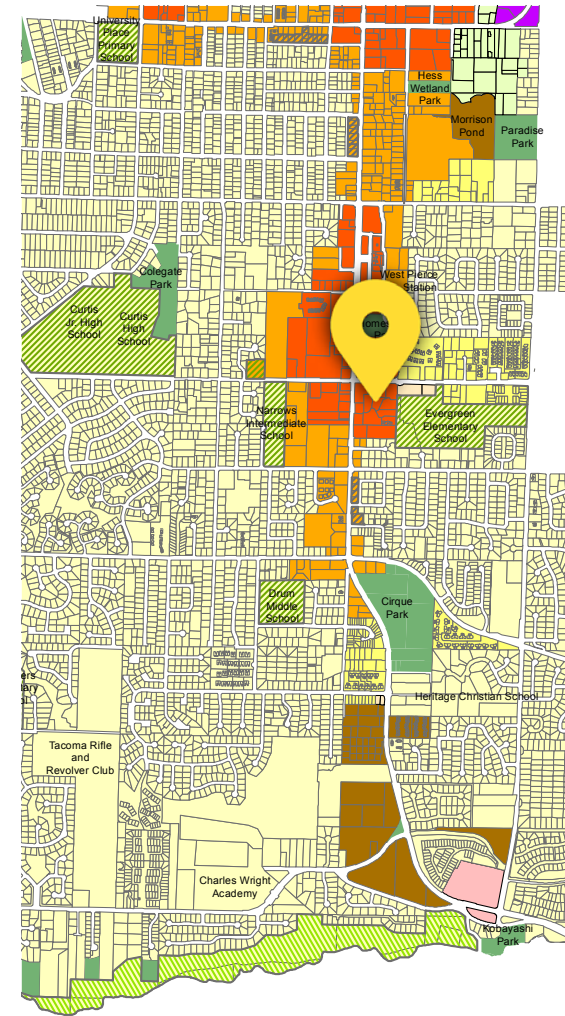 University
Place
Primary
School
Hess
Wetland
Park
Morrison
Pond
Paradise
Park
Colegate
Park
West Pierce
Station
Curtis
Jr. High
School
Curtis
High
School
Narrows
Intermediate
School
Evergreen
Elementary
School
Drum
Middle
School
Cirque
Park
Heritage Christian School
Tacoma Rifle
and
Revolver Club
Charles Wright
Academy
Kobayashi
Park